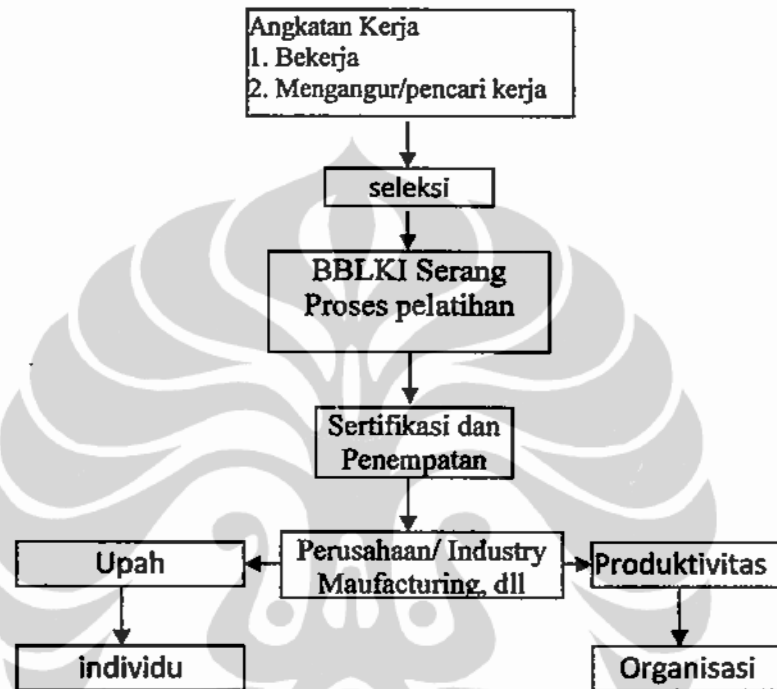 Angkatan Kerja
1. Bekerja
2. Mengangur/pencari kerja
seleksi
BBLKI Serang
Proses pelatihan
Sertifikasi dan
Penempatan
Upah
Perusahaan/ Industry
Maufacturing, dll
Produktivitas
individu
Organisasi